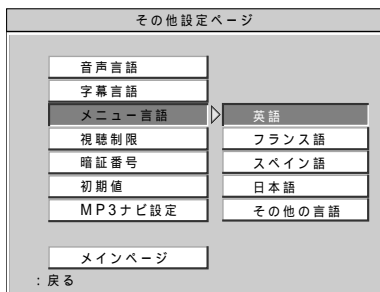 その他設定ページ
音声言語
字幕言語
メニュー言語
英語
視聴制限
フランス語
暗証番号
スペイン語
初期値
日本語
MP3ナビ設定
その他の言語
メインページ
:戻る